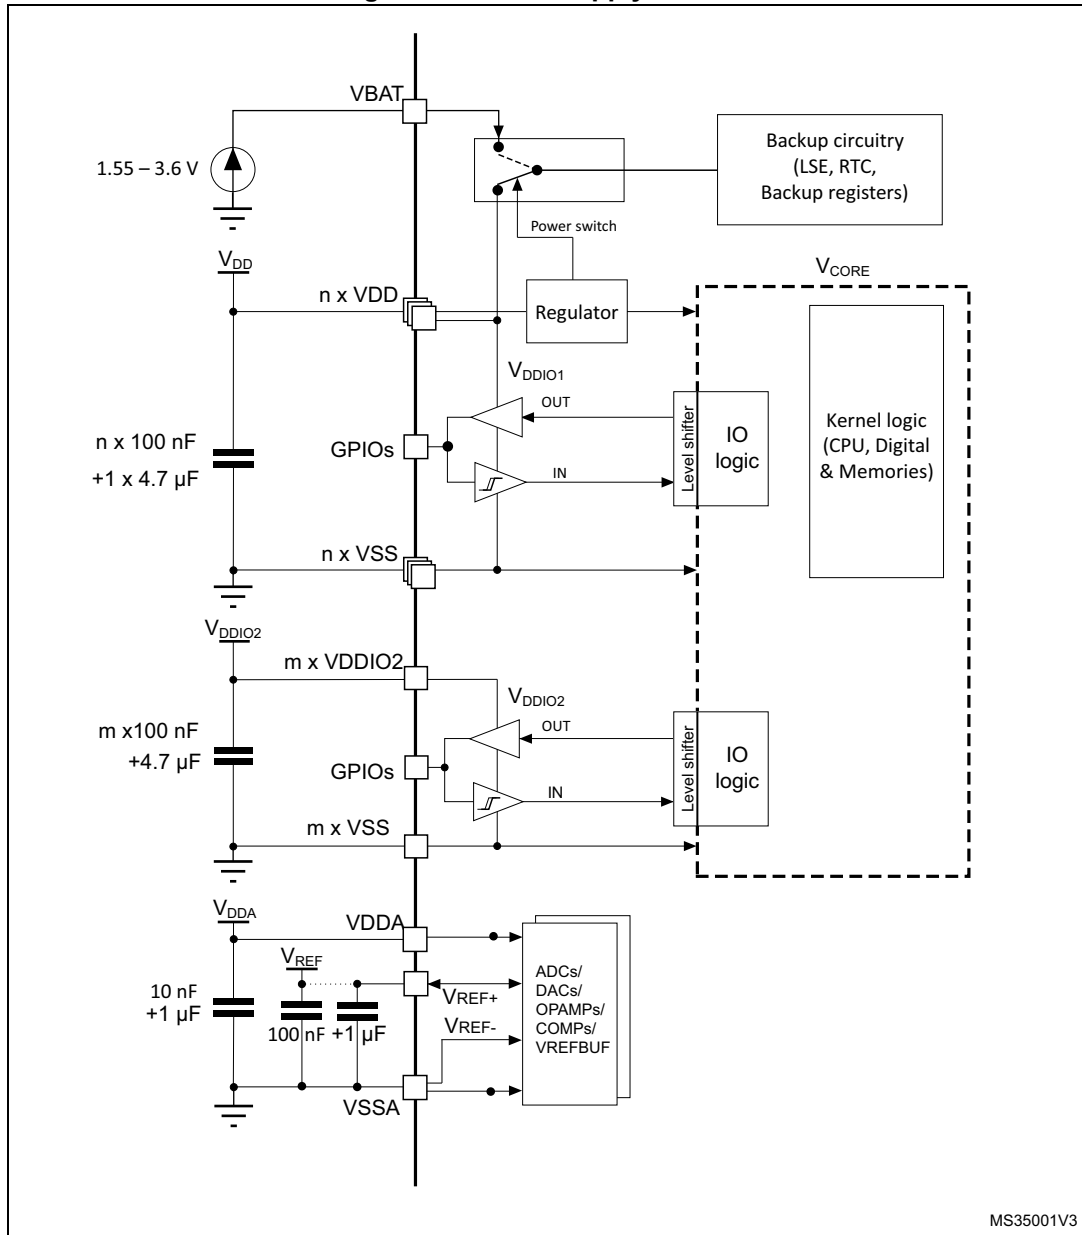 VBAT
1.55 – 3.6 V
Backup circuitry
(LSE, RTC,
Backup registers)
Power switch
VDD
n x VDD
Regulator
VCORE
VDDIO1
OUT
GPIOs
IN
Level shifter
IO
logic
Kernel logic
(CPU, Digital
& Memories)
n x 100 nF
+1 x 4.7 µF
n x VSS
VDDIO2
m x VDDIO2
VDDIO2
OUT
m x100 nF
+4.7 µF
GPIOs
IN
Level shifter
IO
logic
m x VSS
VDDA
VDDA
VREF
10 nF
+1 µF
100 nF
+1 µF
VREF+
VREF-
ADCs/
DACs/
OPAMPs/
COMPs/
VREFBUF
VSSA
MS35001V3